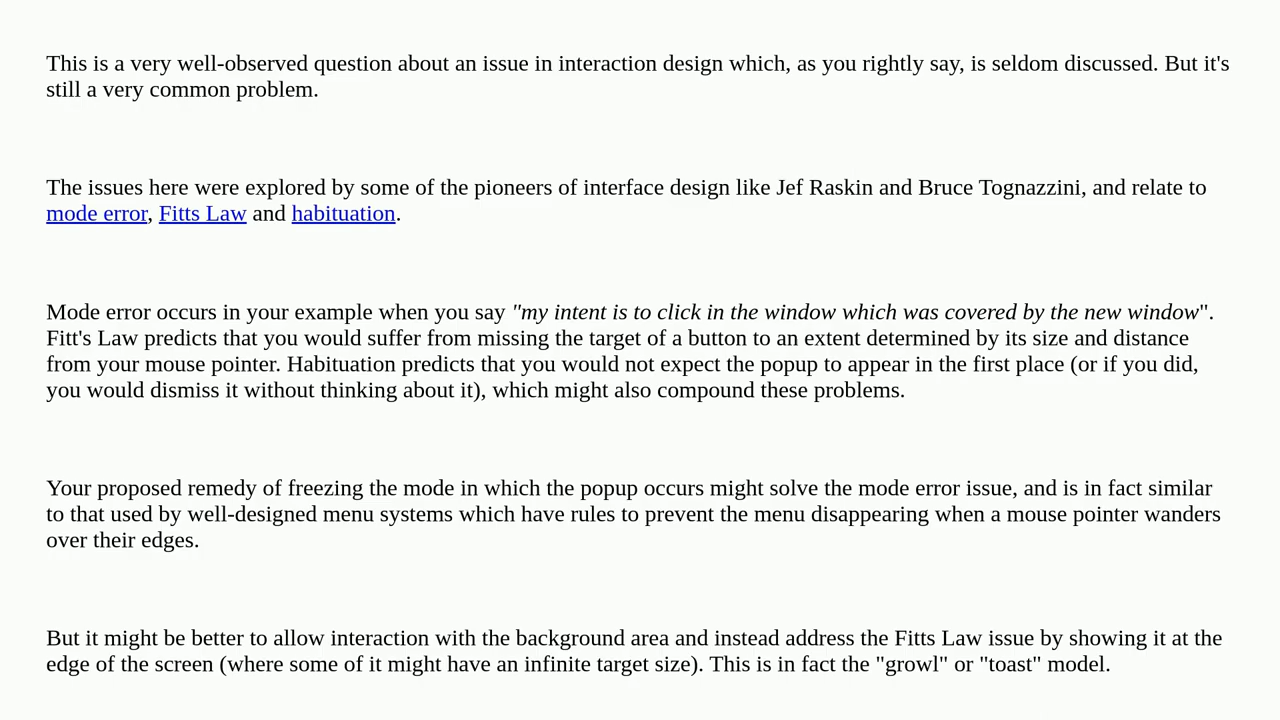 This is a very well-observed question about an issue in interaction design which, as you rightly say, is seldom discussed. But it's
still a very common problem.
The issues here were explored by some of the pioneers of interface design like Jef Raskin and Bruce Tognazzini, and relate to
mode error, Fitts Law and habituation.
Mode error occurs in your example when you say "my intent is to click in the window which was covered by the new window".
Fitt's Law predicts that you would suffer from missing the target of a button to an extent determined by its size and distance
from your mouse pointer. Habituation predicts that you would not expect the popup to appear in the first place (or if you did,
you would dismiss it without thinking about it), which might also compound these problems.
Your proposed remedy of freezing the mode in which the popup occurs might solve the mode error issue, and is in fact similar
to that used by well-designed menu systems which have rules to prevent the menu disappearing when a mouse pointer wanders
over their edges.
But it might be better to allow interaction with the background area and instead address the Fitts Law issue by showing it at the
edge of the screen (where some of it might have an infinite target size). This is in fact the "growl" or "toast" model.